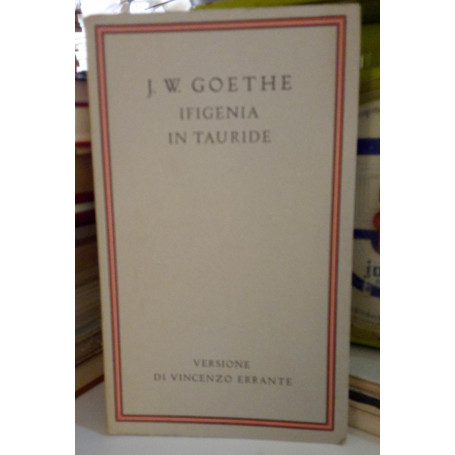 J. W. GOETHE
IFIGENIA
IN TAURIDE
VERSIONE
DI VINCENZO ERRANTE